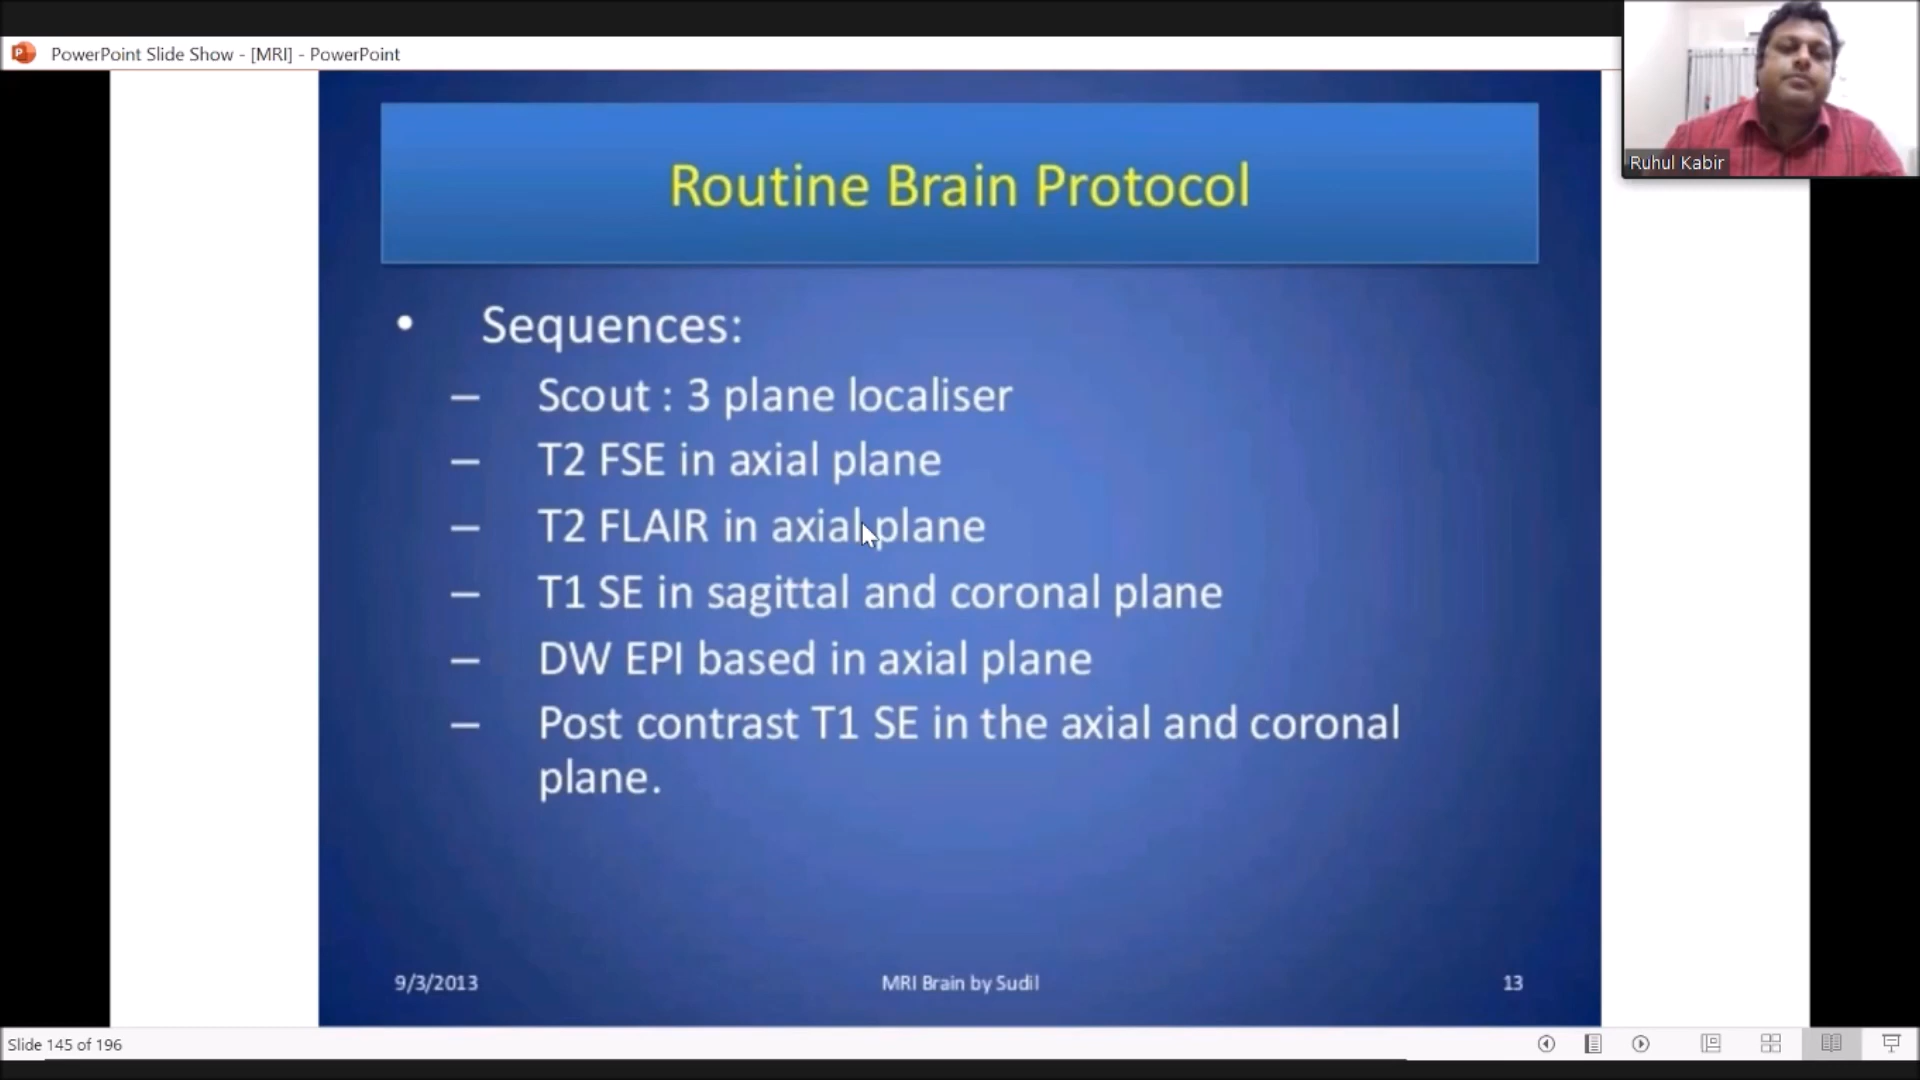 PowerPoint Slide Show - [MRI] - PowerPoint
Ruhul Kabir
Routine Brain Protocol
• Sequences:
– Scout : 3 plane localiser
– T2 FSE in axial plane
– T2 FLAIR in axial plane
– T1 SE in sagittal and coronal plane
– DW EPI based in axial plane
– Post contrast T1 SE in the axial and coronal
plane.
9/3/2013 MRI Brain by Sudil 13
Slide 145 of 196